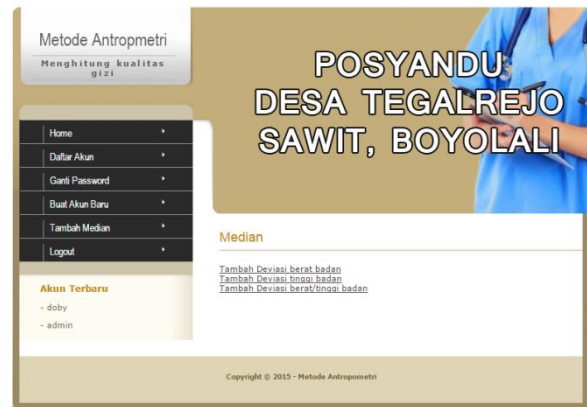 Metode Antropmetri
Menghitung kualitas
gizi
POSYANDU
DESA TEGALREJO
SAWIT, BOYOLALI
Home
Daftar Akun
Ganti Password
Buat Akun Baru
Tambah Median
Logout
Akun Terbaru
- doby
- admin
Median
Tambah Deviasi berat badan
Tambah Deviasi tinggi badan
Tambah Deviasi berat/tinggi badan
Copyright © 2015 - Metode Antropometri